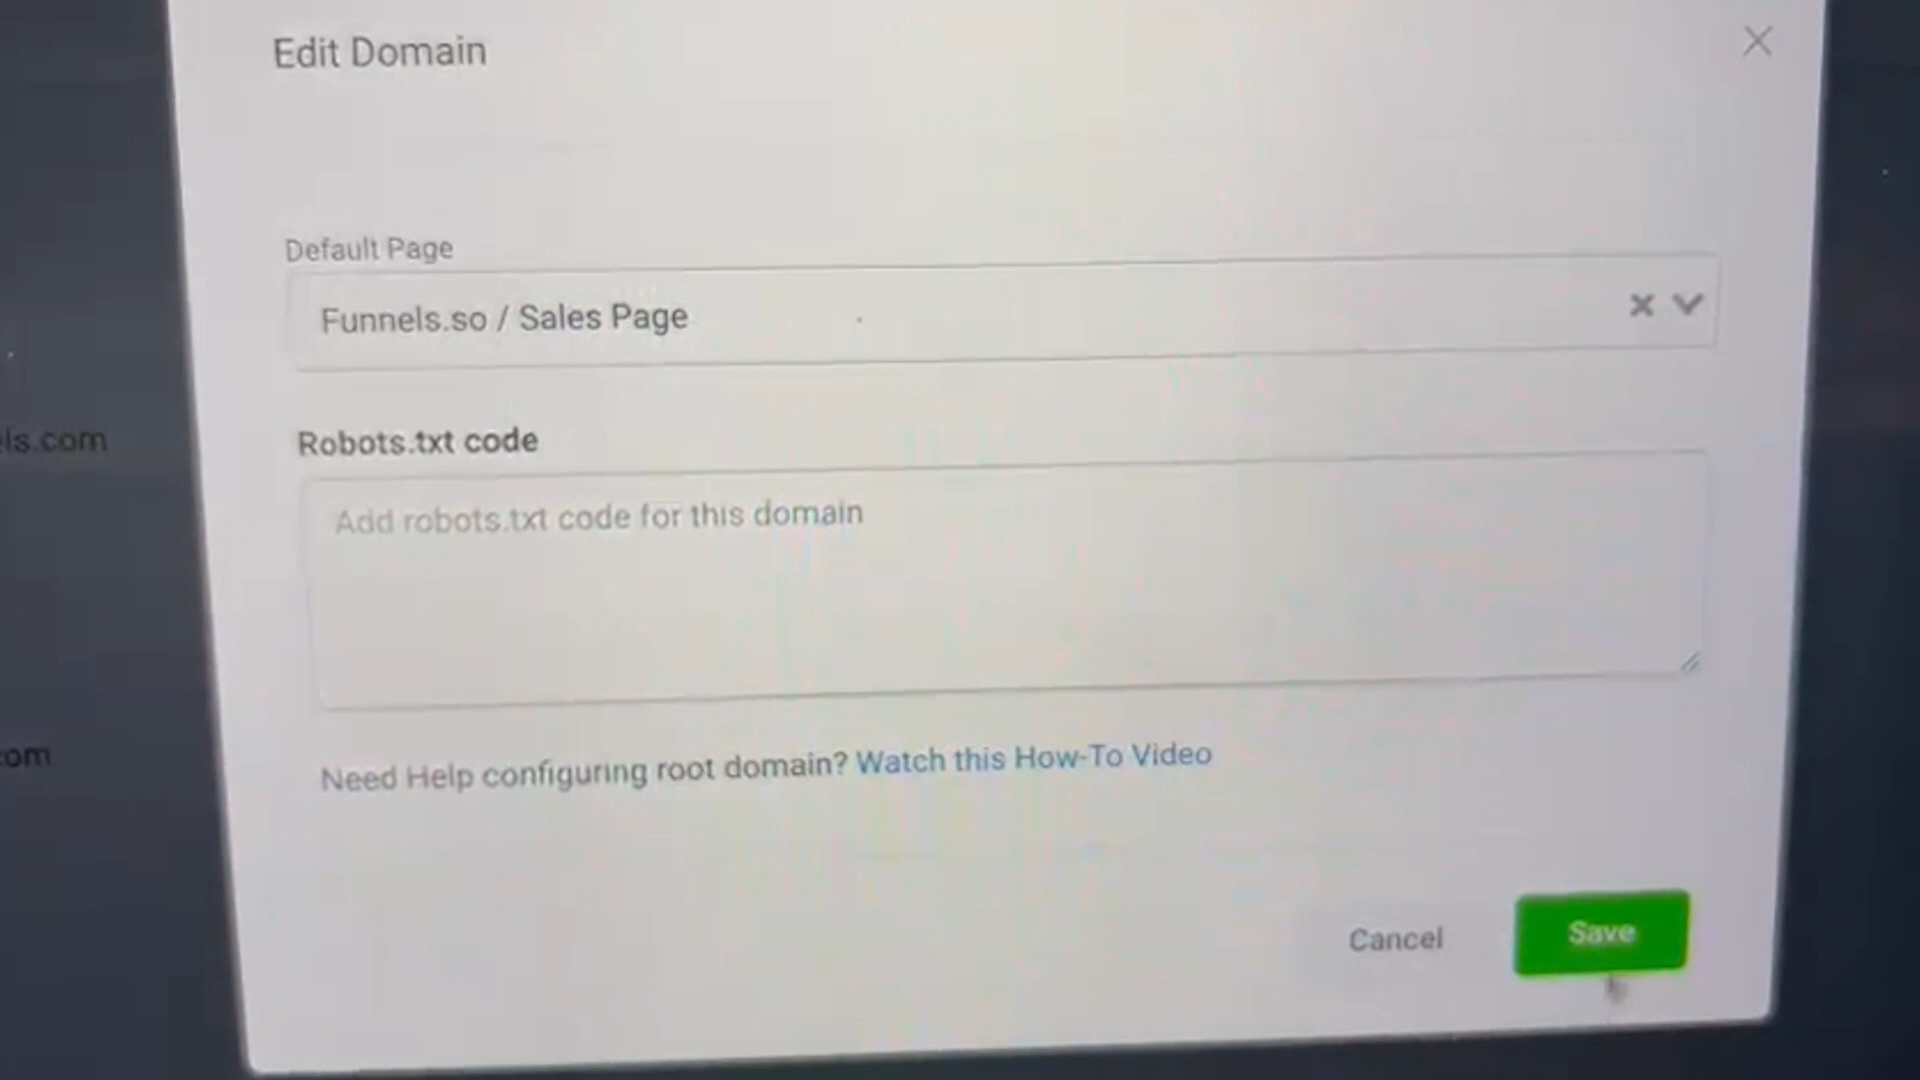 Edit Domain
Default Page
Funnels.so / Sales Page
ls.com
Robots.txt code
Add robots.txt code for this domain
om
Need Help configuring root domain? Watch this How-To Video
Cancel
Save